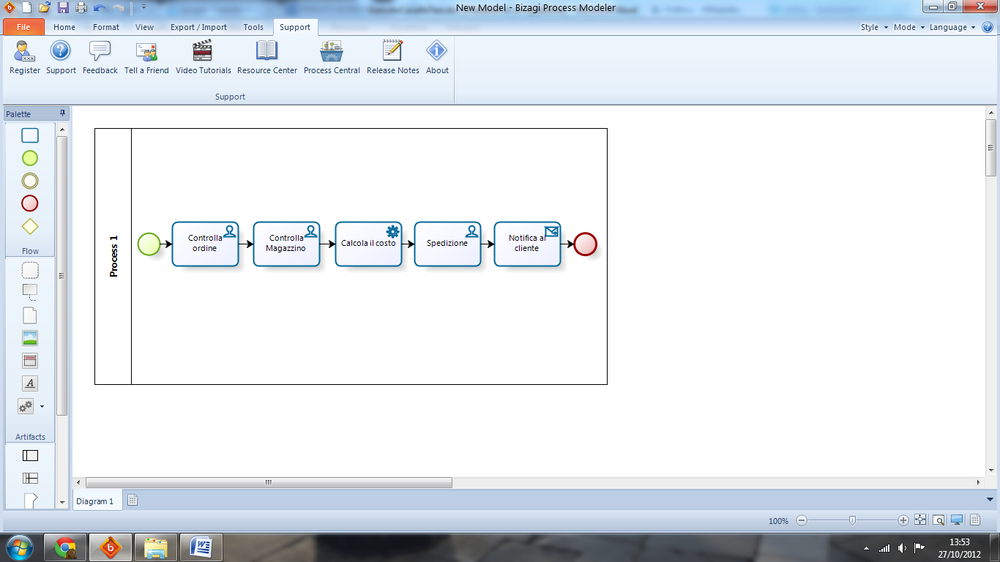 New Model - Bizagi Process Modeler
File Home Format View Export / Import Tools Support
Style Mode Language
Register Support Feedback Tell a Friend Video Tutorials Resource Center Process Central Release Notes About
Support
Palette
Flow
Artifacts
Process 1
Controlla
ordine
Controlla
Magazzino
Calcola il costo
Spedizione
Notifica al
cliente
Diagram 1
100%
13:53
27/10/2012